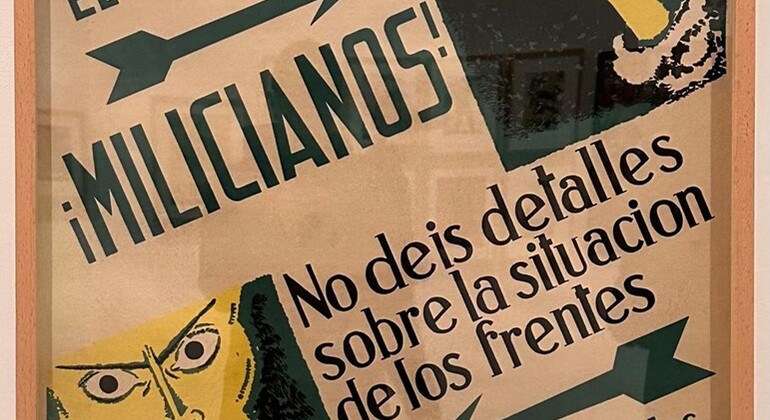 ¡MILICIANOS!
No deis detalles
sobre la situacion
de los frentes